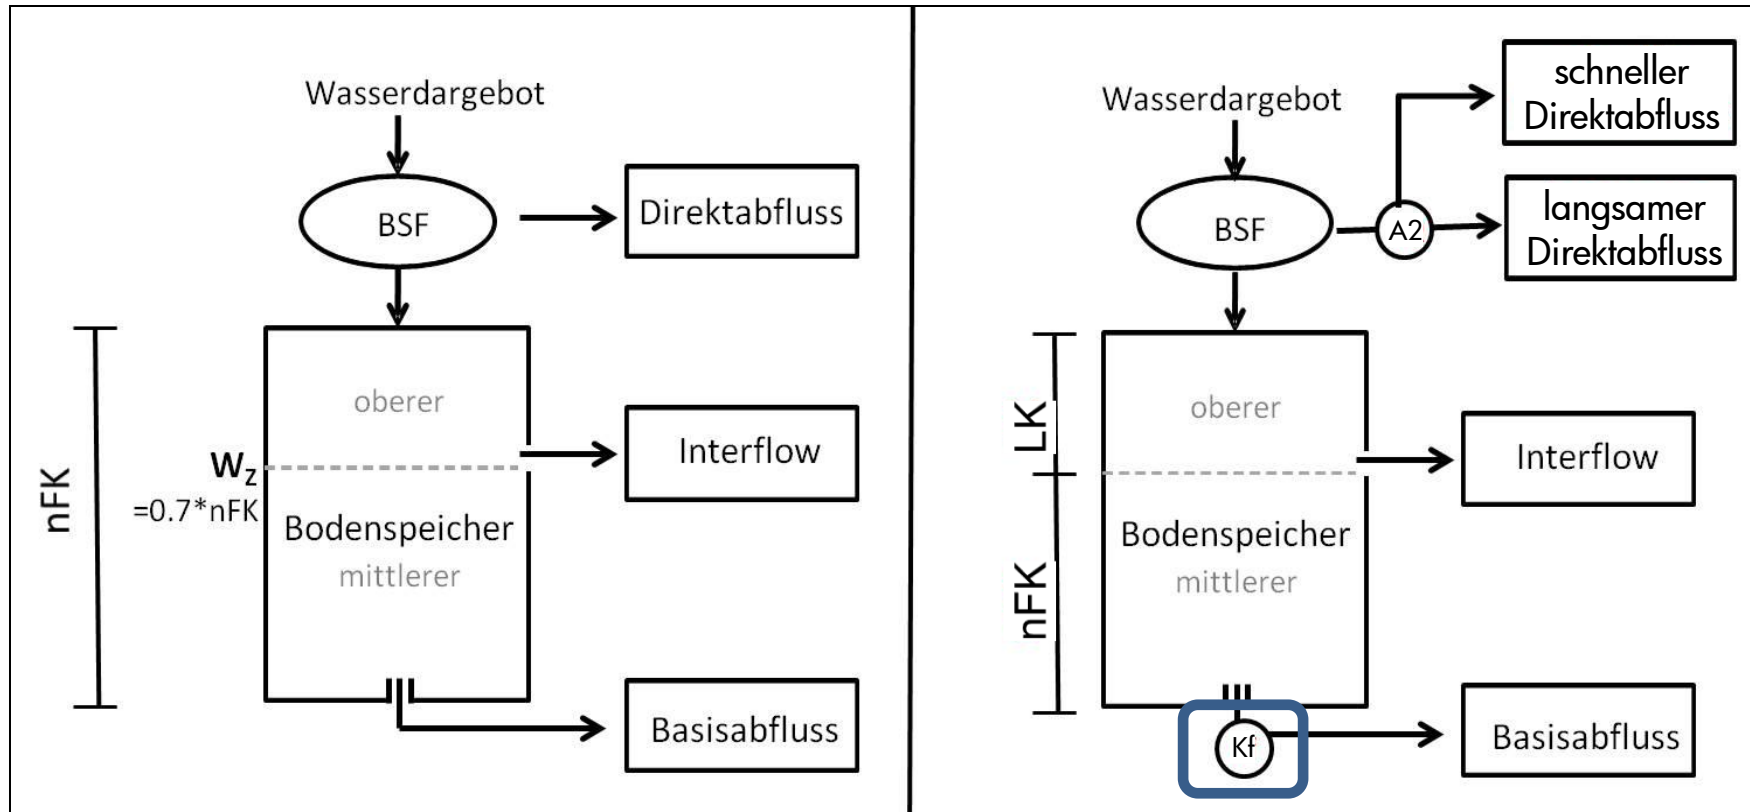 Wasserdargebot
BSF
Direktabfluss
oberer
Interflow
nFK
Wz
=0.7*nFK
Bodenspeicher
mittlerer
Basisabfluss
Wasserdargebot
schneller
Direktabfluss
BSF
A2
langsamer
Direktabfluss
LK
oberer
Interflow
nFK
Bodenspeicher
mittlerer
Kf
Basisabfluss